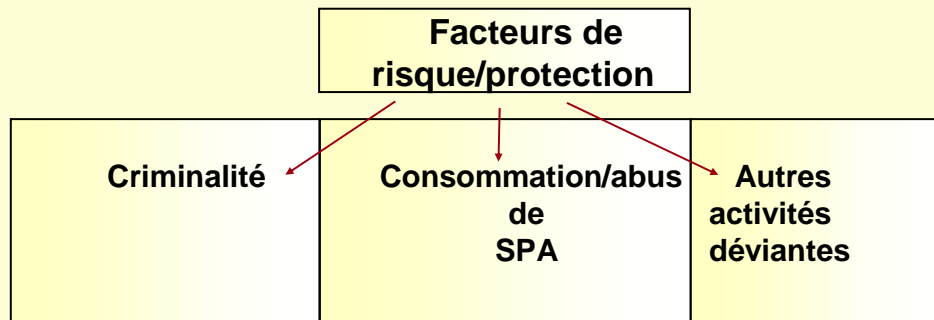 Facteurs de
risque/protection
Criminalité
Consommation/abus
de
SPA
Autres
activités
déviantes